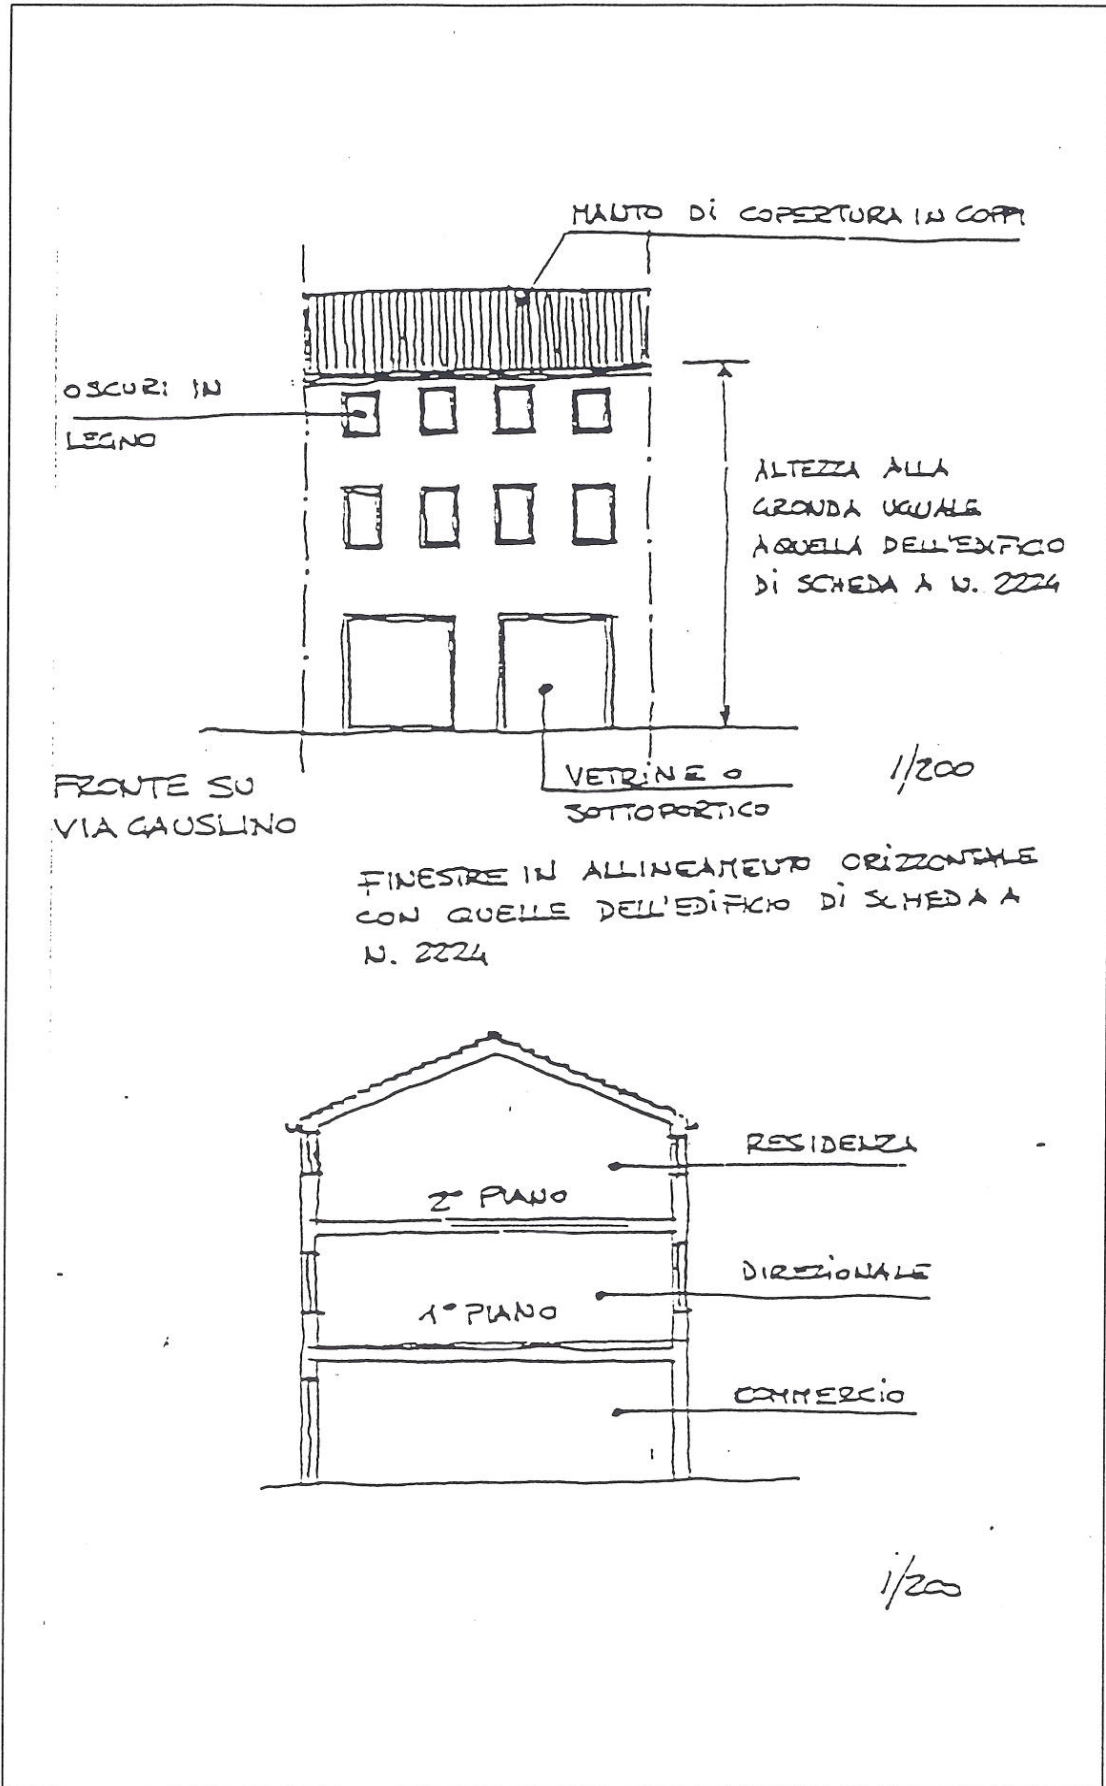 MANTO Di COPERTURA IN COPPI
OSCURI IN
LEGNO
ALTEZZA ALLA
GRONDA UGUALE
A QUELLA DELL'EDIFICO
Di SCHEDA A N. 2224
FRONTE SU
VIA GAUSLINO
VETRINE O
SOTTOPORTICO
1/200
FINESTRE IN ALLINEAMENTO ORIZZONTALE
CON QUELLE DELL'EDIFICIO Di SCHEDA A
N. 2224
RESIDENZA
2° PIANO
DIREZIONALE
1° PIANO
COMMERCIO
1/200